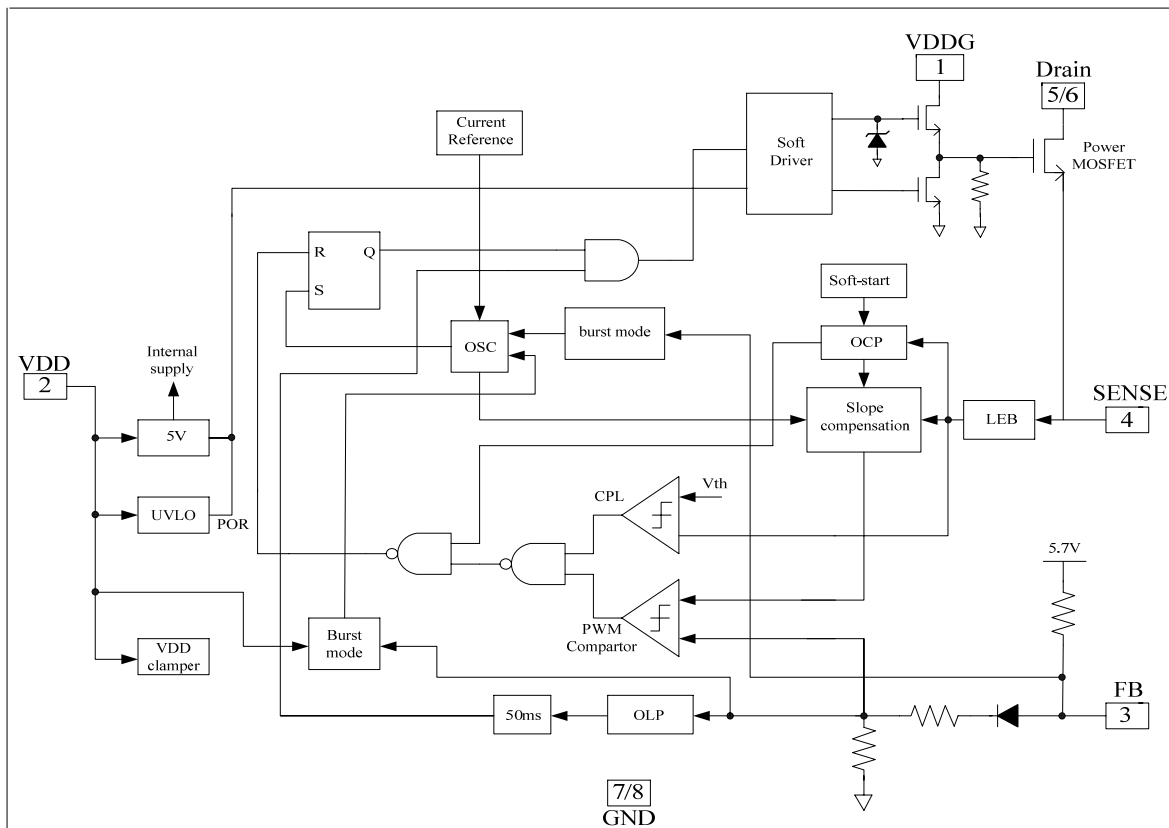 VDDG
1
Drain
5/6
Current
Reference
Soft
Driver
Power
MOSFET
R
Q
S
Soft-start
OSC
burst mode
OCP
Internal
supply
VDD
2
5V
Slope
compensation
LEB
SENSE
4
UVLO
POR
CPL
Vth
5.7V
Burst
mode
PWM
Compartor
VDD
clamper
50ms
OLP
FB
3
7/8
GND